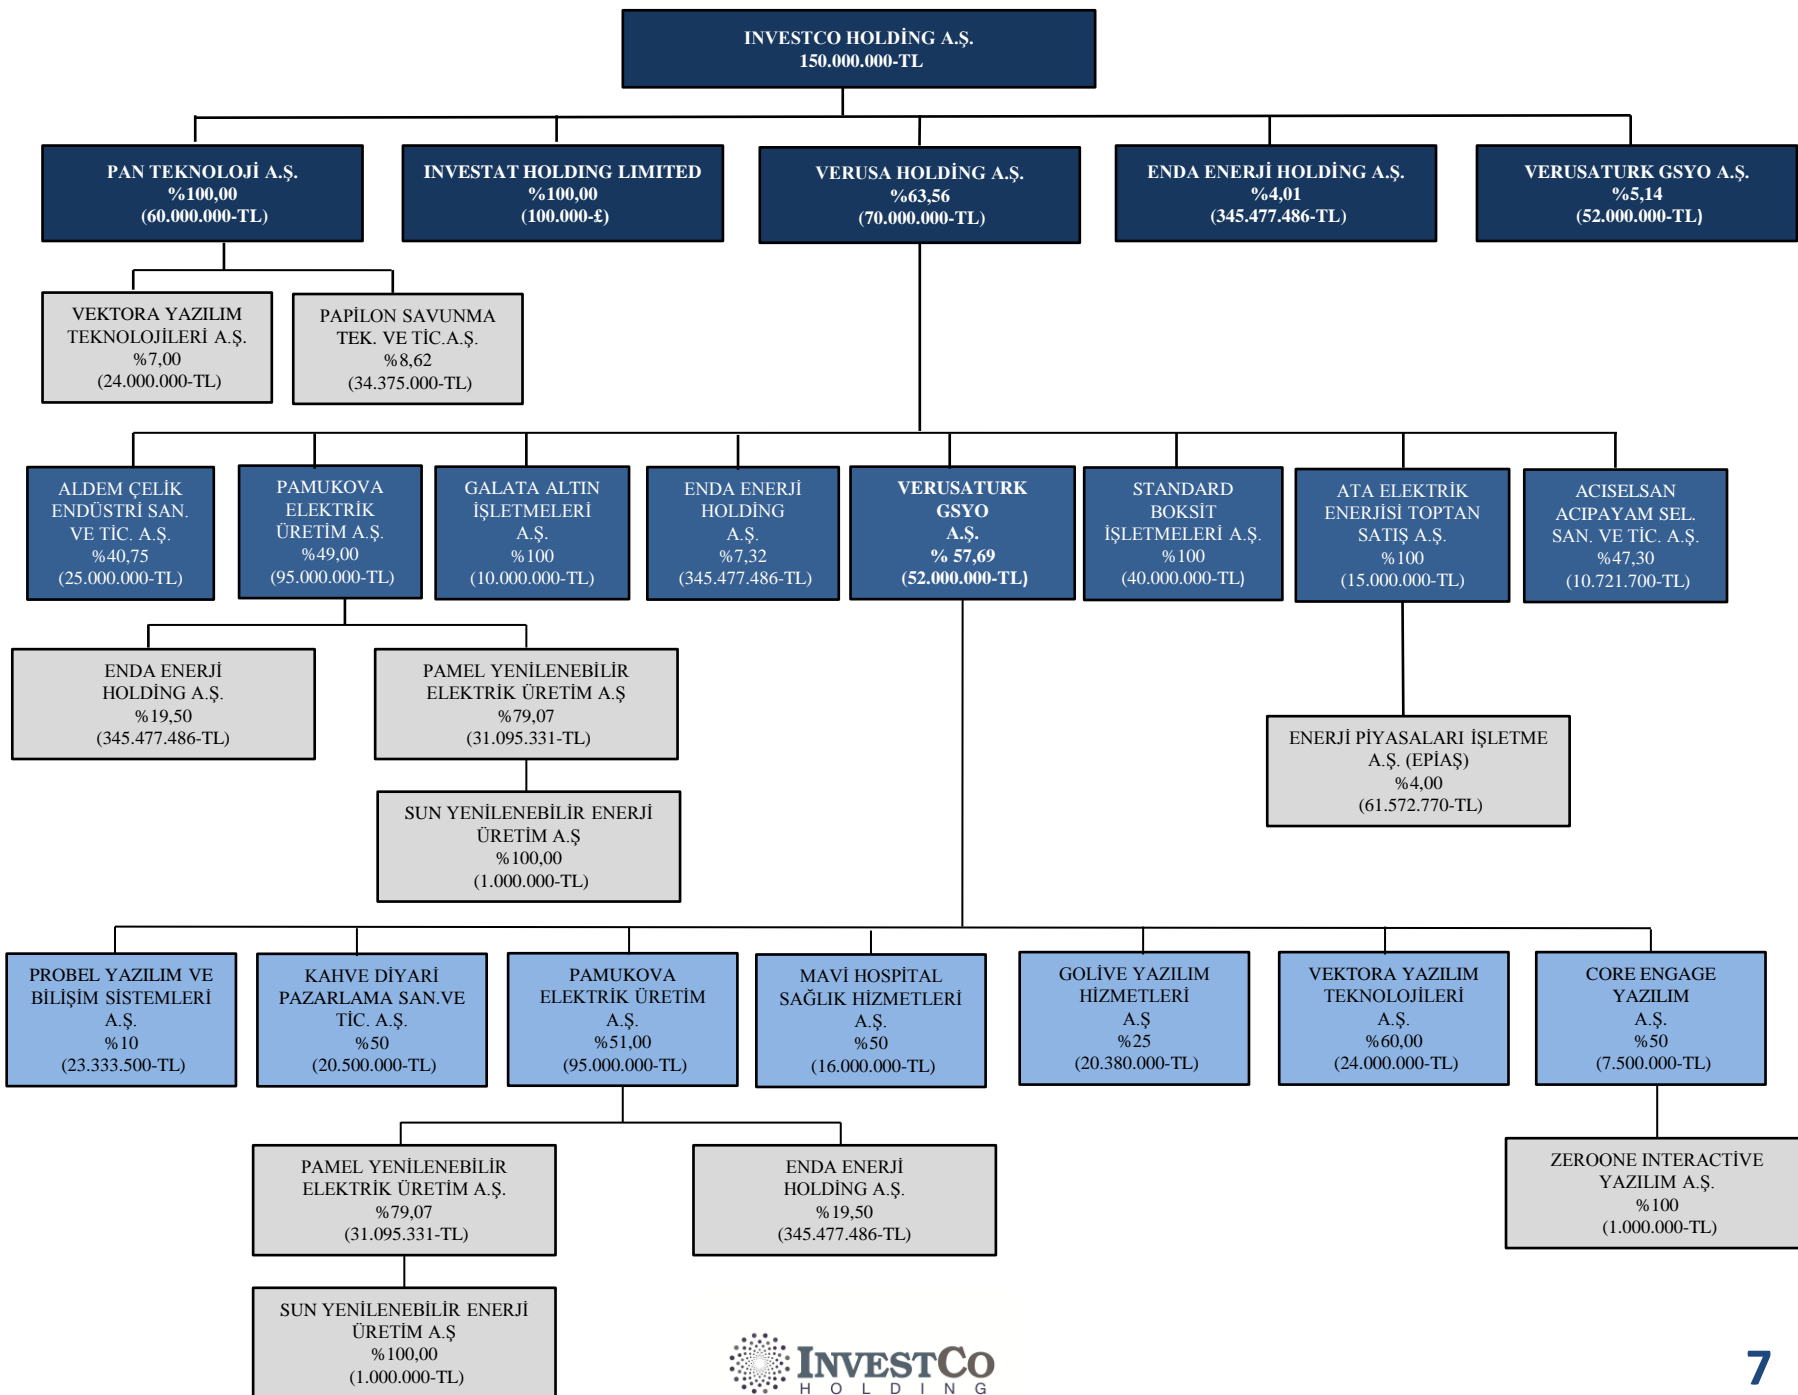 INVESTCO HOLDİNG A.Ş.
150.000.000-TL
PAN TEKNOLOJİ A.Ş.
%100,00
(60.000.000-TL)
INVESTAT HOLDING LIMITED
%100,00
(100.000-£)
VERUSA HOLDİNG A.Ş.
%63,56
(70.000.000-TL)
ENDA ENERJİ HOLDİNG A.Ş.
%4,01
(345.477.486-TL)
VERUSATURK GSYO A.Ş.
%5,14
(52.000.000-TL)
VEKTORA YAZILIM
TEKNOLOJİLERİ A.Ş.
%7,00
(24.000.000-TL)
PAPİLON SAVUNMA
TEK. VE TİC.A.Ş.
%8,62
(34.375.000-TL)
ALDEM ÇELİK
ENDÜSTRİ SAN.
VE TİC. A.Ş.
%40,75
(25.000.000-TL)
PAMUKOVA
ELEKTRİK
ÜRETİM A.Ş.
%49,00
(95.000.000-TL)
GALATA ALTIN
İŞLETMELERİ
A.Ş.
%100
(10.000.000-TL)
ENDA ENERJİ
HOLDİNG
A.Ş.
%7,32
(345.477.486-TL)
VERUSATURK
GSYO
A.Ş.
% 57,69
(52.000.000-TL)
STANDARD
BOKSİT
İŞLETMELERİ A.Ş.
%100
(40.000.000-TL)
ATA ELEKTRİK
ENERJİSİ TOPTAN
SATIŞ A.Ş.
%100
(15.000.000-TL)
ACISELSAN
ACIPAYAM SEL.
SAN. VE TİC. A.Ş.
%47,30
(10.721.700-TL)
ENDA ENERJİ
HOLDİNG A.Ş.
%19,50
(345.477.486-TL)
PAMEL YENİLENEBİLİR
ELEKTRİK ÜRETİM A.Ş
%79,07
(31.095.331-TL)
ENERJİ PİYASALARI İŞLETME
A.Ş. (EPİAŞ)
%4,00
(61.572.770-TL)
SUN YENİLENEBİLİR ENERJİ
ÜRETİM A.Ş
%100,00
(1.000.000-TL)
PROBEL YAZILIM VE
BİLİŞİM SİSTEMLERİ
A.Ş.
%10
(23.333.500-TL)
KAHVE DİYARİ
PAZARLAMA SAN.VE
TİC. A.Ş.
%50
(20.500.000-TL)
PAMUKOVA
ELEKTRİK ÜRETİM
A.Ş.
%51,00
(95.000.000-TL)
MAVİ HOSPİTAL
SAĞLIK HİZMETLERİ
A.Ş.
%50
(16.000.000-TL)
GOLİVE YAZILIM
HİZMETLERİ
A.Ş
%25
(20.380.000-TL)
VEKTORA YAZILIM
TEKNOLOJİLERİ
A.Ş.
%60,00
(24.000.000-TL)
CORE ENGAGE
YAZILIM
A.Ş.
%50
(7.500.000-TL)
PAMEL YENİLENEBİLİR
ELEKTRİK ÜRETİM A.Ş.
%79,07
(31.095.331-TL)
ENDA ENERJİ
HOLDİNG A.Ş.
%19,50
(345.477.486-TL)
ZEROONE INTERACTİVE
YAZILIM A.Ş.
%100
(1.000.000-TL)
SUN YENİLENEBİLİR ENERJİ
ÜRETİM A.Ş
%100,00
(1.000.000-TL)
INVESTCO
HOLDING
7